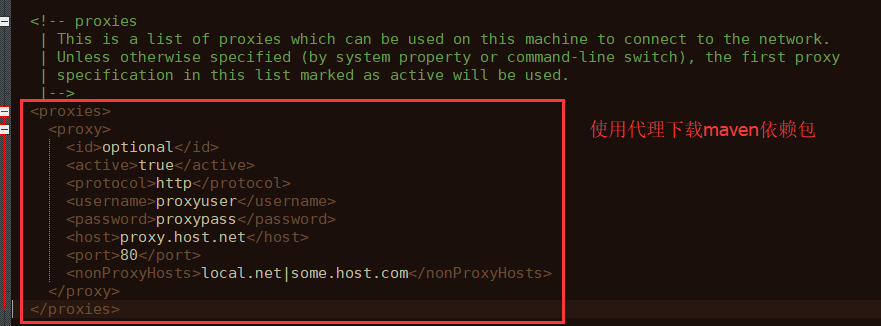 <!-- proxies
| This is a list of proxies which can be used on this machine to connect to the network.
| Unless otherwise specified (by system property or command-line switch), the first proxy
| specification in this list marked as active will be used.
|-->
<proxies>
<proxy>
<id>optional</id>
<active>true</active>
<protocol>http</protocol>
<username>proxyuser</username>
<password>proxypass</password>
<host>proxy.host.net</host>
<port>80</port>
<nonProxyHosts>local.net|some.host.com</nonProxyHosts>
</proxy>
</proxies>
使用代理下载maven依赖包